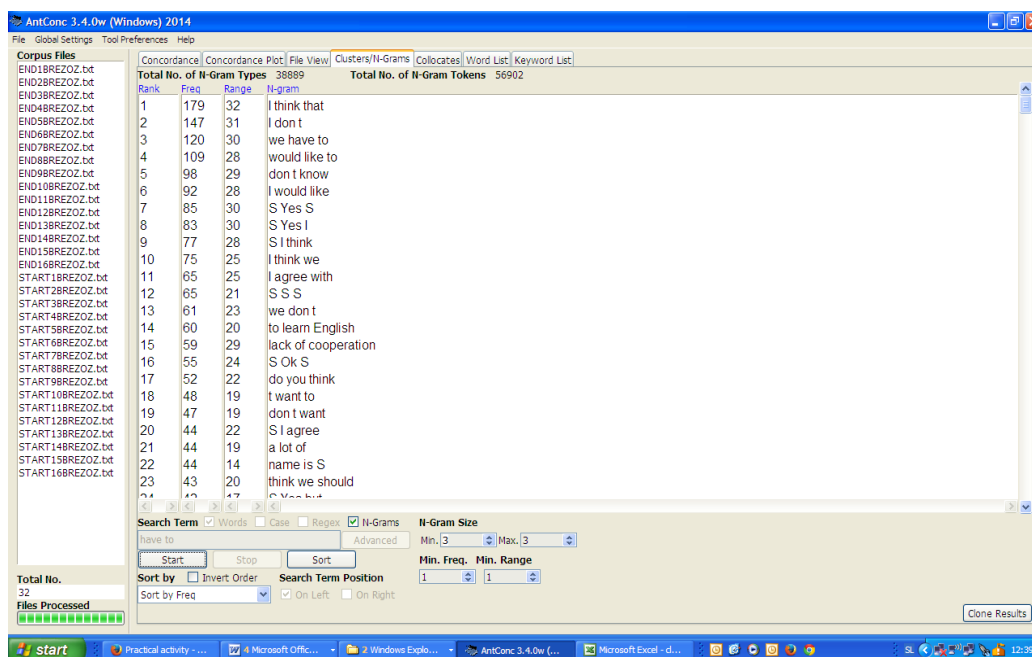 AntConc 3.4.0w (Windows) 2014
File Global Settings Tool Preferences Help
Corpus Files
END1BREZOZ.txt
END2BREZOZ.txt
END3BREZOZ.txt
END4BREZOZ.txt
END5BREZOZ.txt
END6BREZOZ.txt
END7BREZOZ.txt
END8BREZOZ.txt
END9BREZOZ.txt
END10BREZOZ.txt
END11BREZOZ.txt
END12BREZOZ.txt
END13BREZOZ.txt
END14BREZOZ.txt
END15BREZOZ.txt
END16BREZOZ.txt
START1BREZOZ.txt
START2BREZOZ.txt
START3BREZOZ.txt
START4BREZOZ.txt
START5BREZOZ.txt
START6BREZOZ.txt
START7BREZOZ.txt
START8BREZOZ.txt
START9BREZOZ.txt
START10BREZOZ.txt
START11BREZOZ.txt
START12BREZOZ.txt
START13BREZOZ.txt
START14BREZOZ.txt
START15BREZOZ.txt
START16BREZOZ.txt
Total No.
32
Files Processed
Concordance Concordance Plot File View Clusters/N-Grams Collocates Word List Keyword List
Total No. of N-Gram Types 38889 Total No. of N-Gram Tokens 56902
Rank Freq Range N-gram
1 179 32 I think that
2 147 31 I don t
3 120 30 we have to
4 109 28 would like to
5 98 29 don t know
6 92 28 I would like
7 85 30 S Yes S
8 83 30 S Yes I
9 77 28 S I think
10 75 25 I think we
11 65 25 I agree with
12 65 21 S S S
13 61 23 we don t
14 60 20 to learn English
15 59 29 lack of cooperation
16 55 24 S Ok S
17 52 22 do you think
18 48 19 t want to
19 47 19 don t want
20 44 22 S I agree
21 44 19 a lot of
22 44 14 name is S
23 43 20 think we should
24 42 17 S Yes but
Search Term Words Case Regex N-Grams N-Gram Size
have to Advanced Min. 3 Max. 3
Start Stop Sort Min. Freq. Min. Range
Sort by Invert Order Search Term Position 1 1
Sort by Freq On Left On Right
Clone Results
start Practical activity - ... 4 Microsoft Offic... 2 Windows Explo... AntConc 3.4.0w (... Microsoft Excel - d... SL